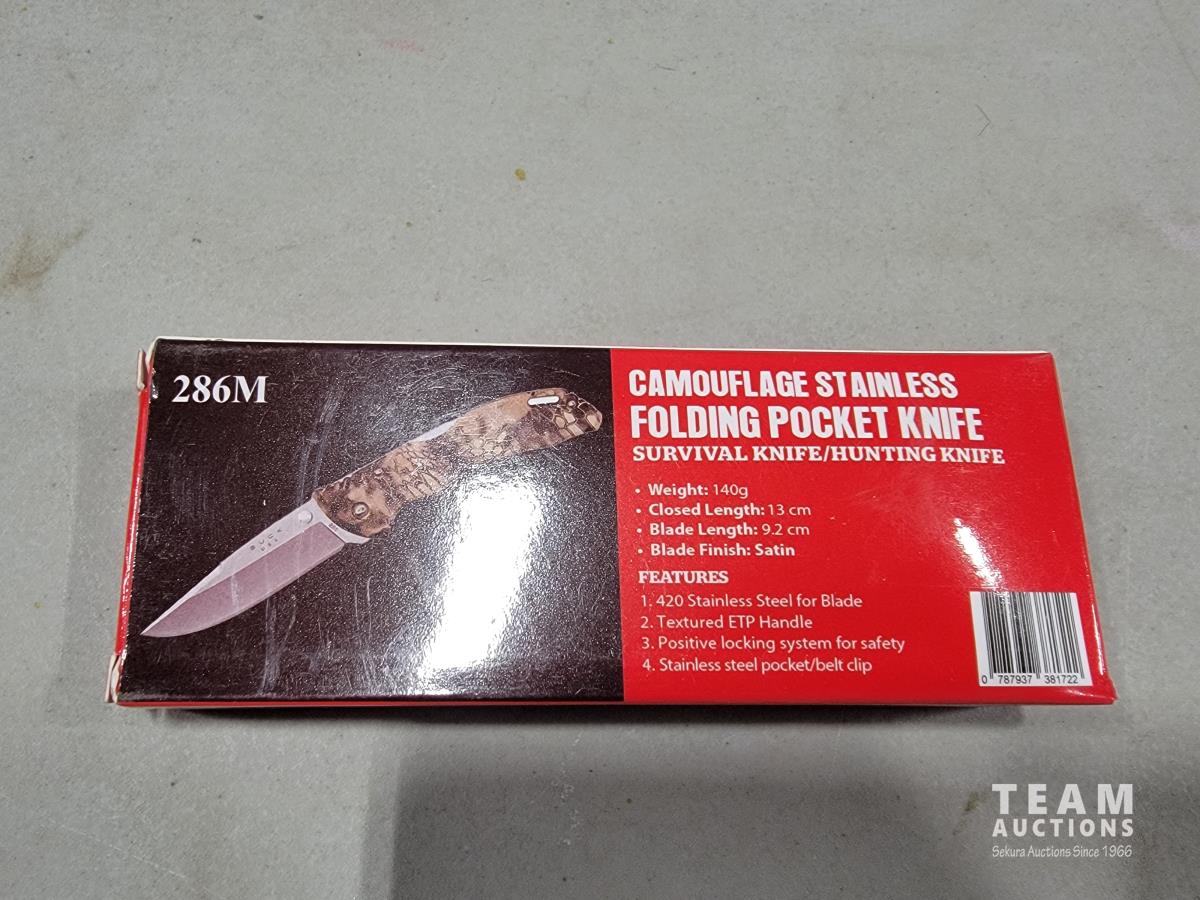 286M
CAMOUFLAGE STAINLESS
FOLDING POCKET KNIFE
SURVIVAL KNIFE/HUNTING KNIFE
• Weight: 140g
• Closed Length: 13 cm
• Blade Length: 9.2 cm
• Blade Finish: Satin
FEATURES
1. 420 Stainless Steel for Blade
2. Textured ETP Handle
3. Positive locking system for safety
4. Stainless steel pocket/belt clip
0 787937 381722
TEAM
AUCTIONS
Sekura Auctions Since 1966